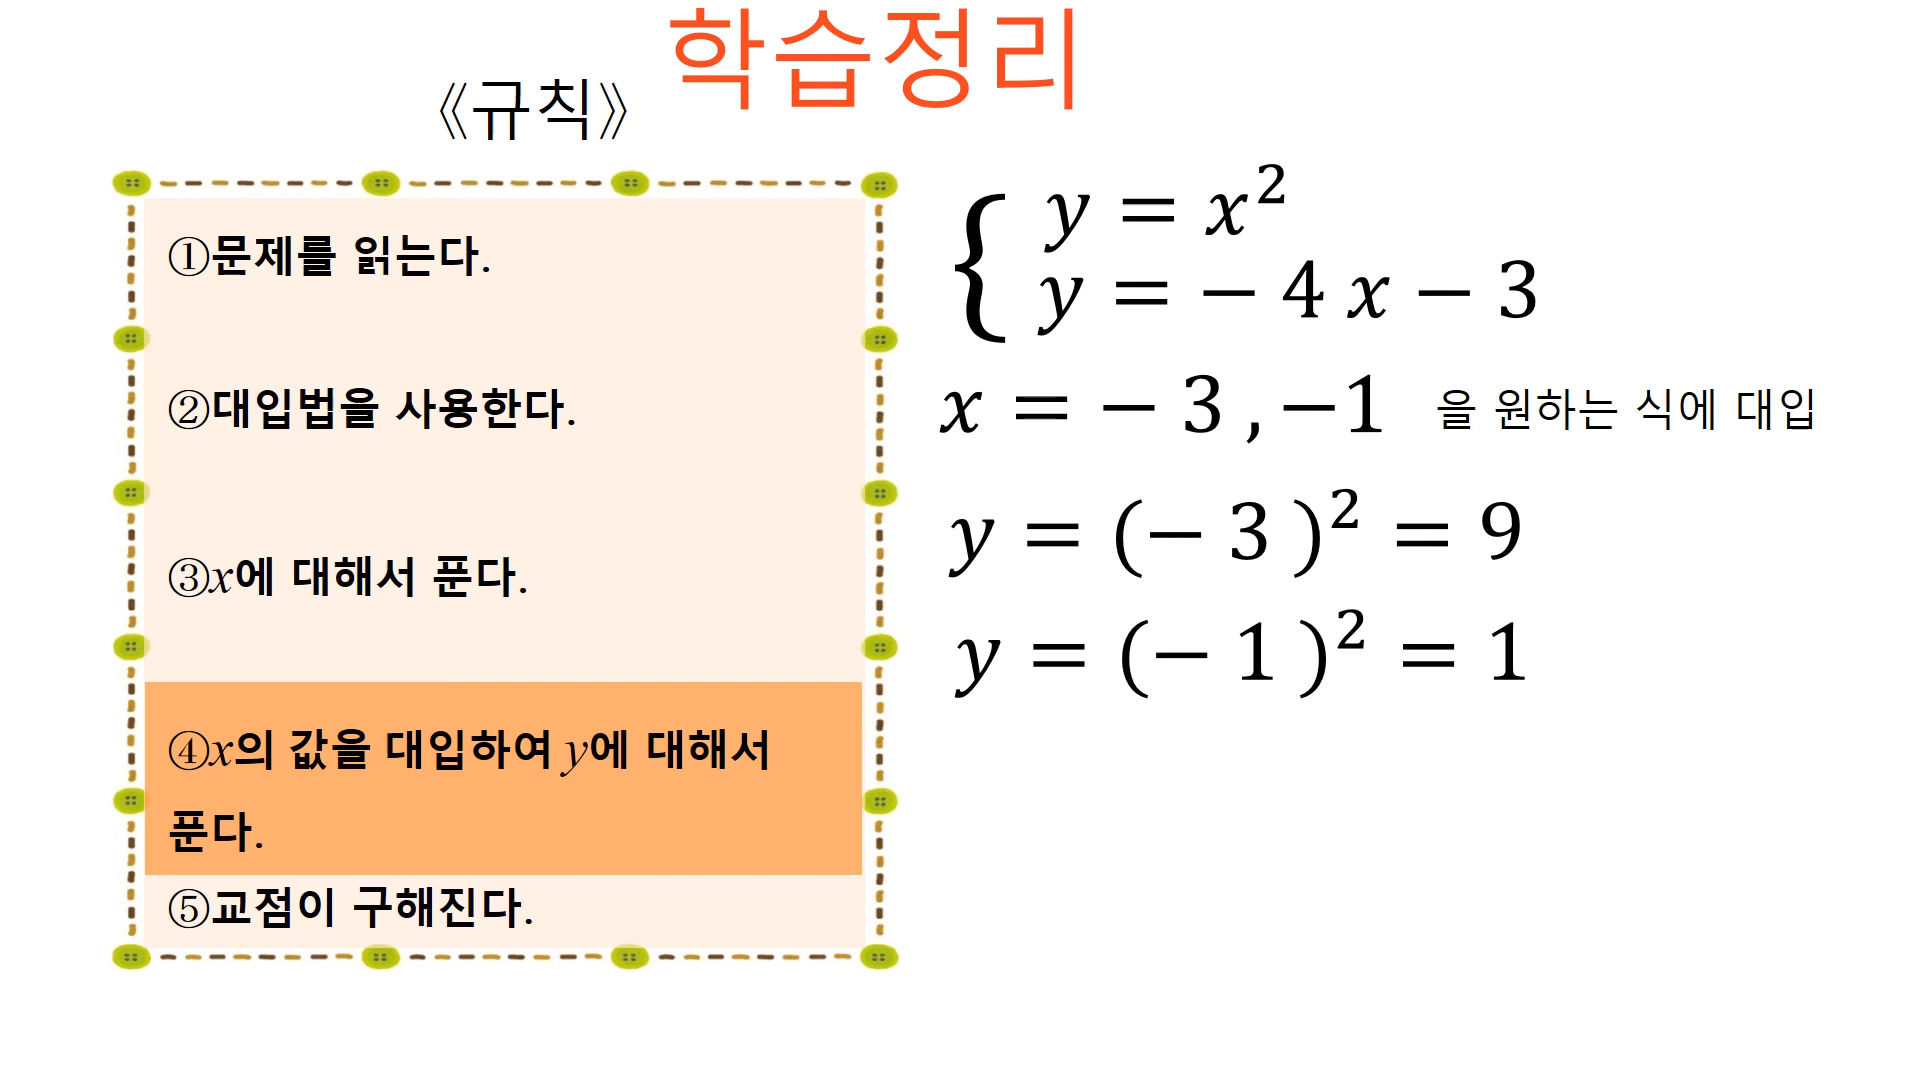 학습정리
《규칙》
①문제를 읽는다.
②대입법을 사용한다.
③x에 대해서 푼다.
④x의 값을 대입하여 y에 대해서
푼다.
⑤교점이 구해진다.
{ y = x²
y = − 4 x − 3
x = − 3 , −1 을 원하는 식에 대입
y = (− 3 )² = 9
y = (− 1 )² = 1